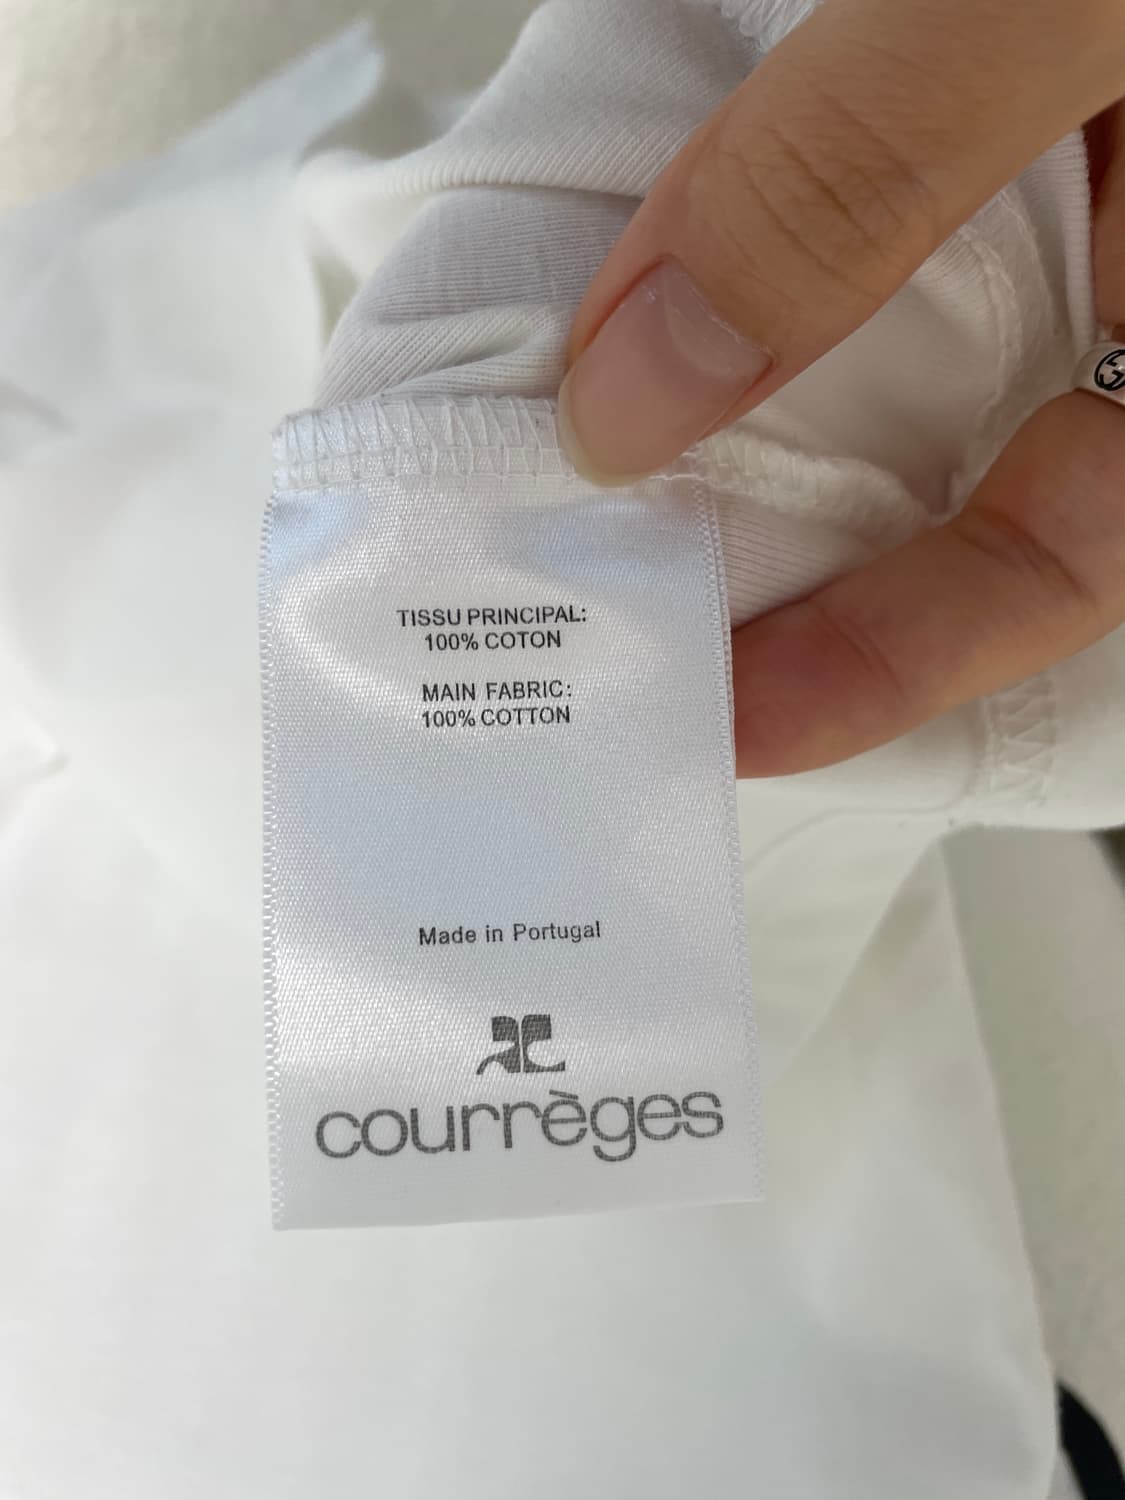 TISSU PRINCIPAL:
100% COTON
MAIN FABRIC:
100% COTTON
Made in Portugal
courrèges